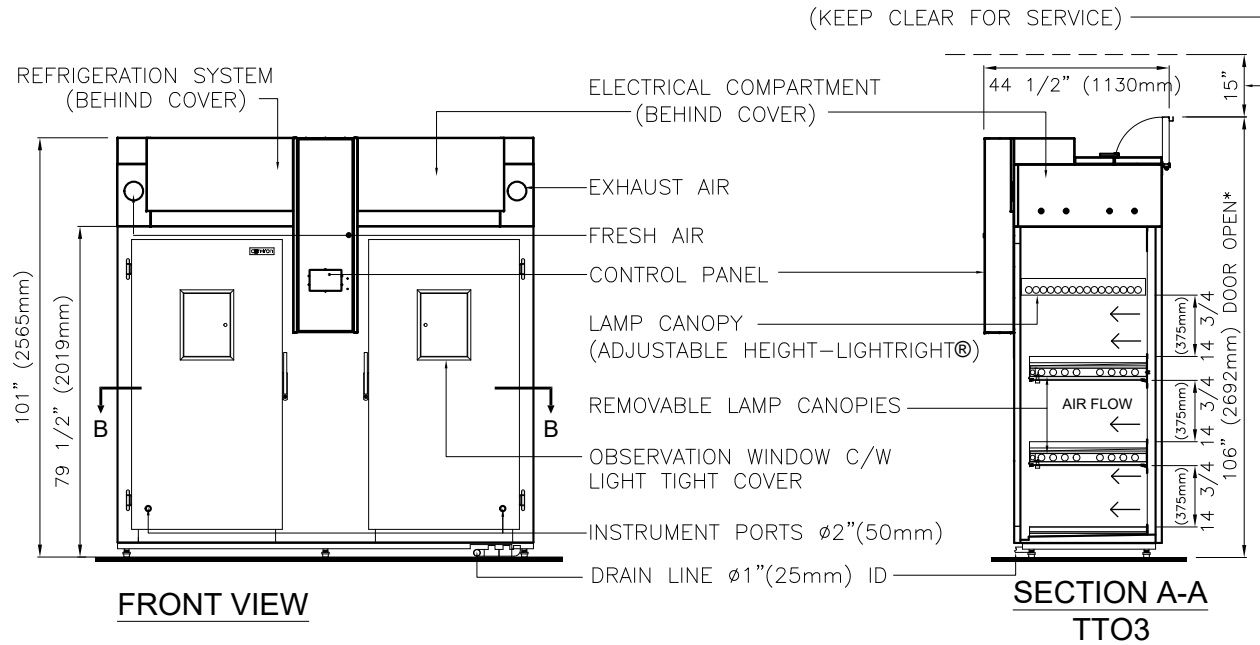 (KEEP CLEAR FOR SERVICE)
REFRIGERATION SYSTEM
(BEHIND COVER)
ELECTRICAL COMPARTMENT
(BEHIND COVER)
44 1/2" (1130mm)
15"
EXHAUST AIR
FRESH AIR
CONTROL PANEL
LAMP CANOPY
(ADJUSTABLE HEIGHT-LIGHTRIGHT®)
REMOVABLE LAMP CANOPIES
OBSERVATION WINDOW C/W
LIGHT TIGHT COVER
INSTRUMENT PORTS ø2"(50mm)
DRAIN LINE ø1"(25mm) ID
101" (2565mm)
79 1/2" (2019mm)
B
B
conviron
AIR FLOW
14 3/4
(375mm)
14 3/4
(375mm)
14 3/4
(375mm)
106" (2692mm) DOOR OPEN*
FRONT VIEW
SECTION A-A
TTO3